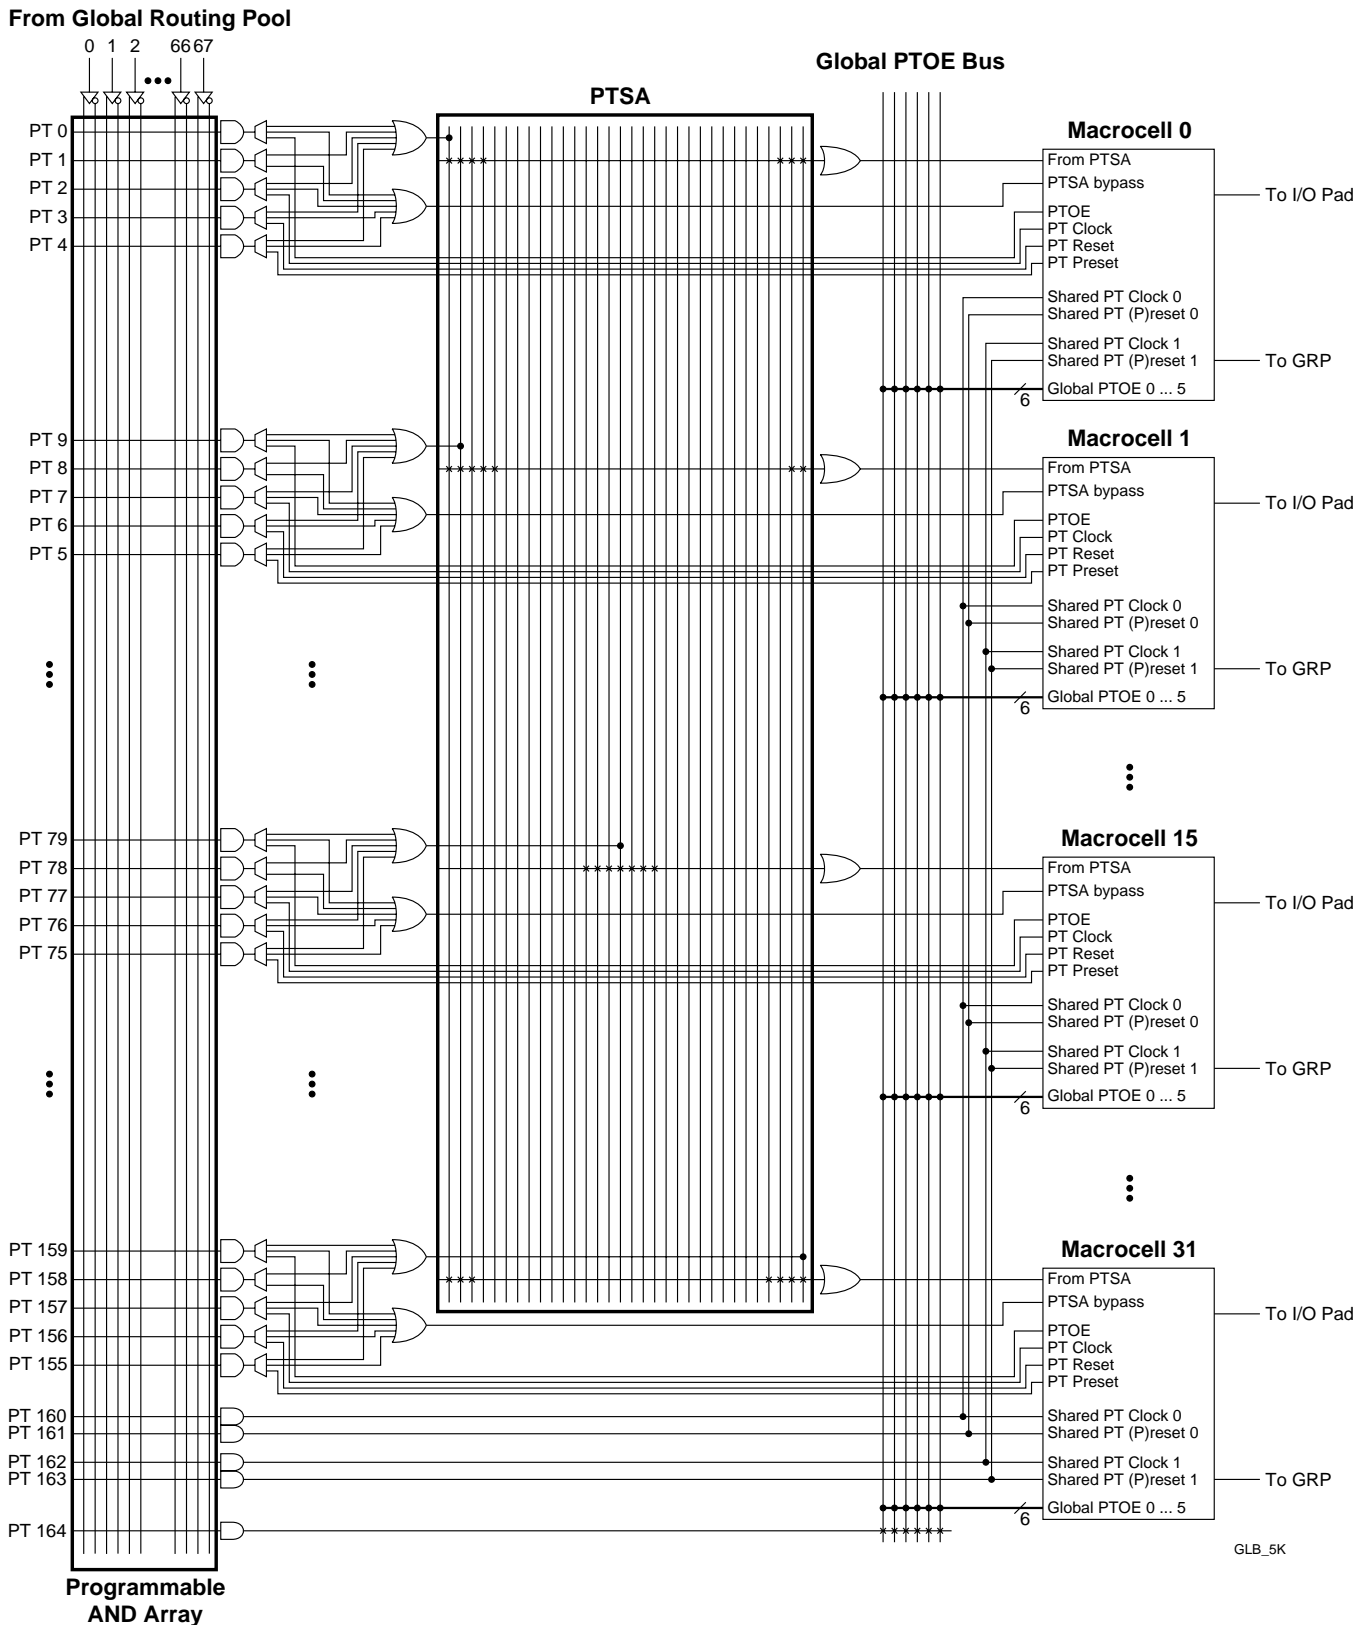 From Global Routing Pool
0 1 2 66 67
Global PTOE Bus
PTSA
PT 0
PT 1
PT 2
PT 3
PT 4
Macrocell 0
From PTSA
PTSA bypass
PTOE
PT Clock
PT Reset
PT Preset
Shared PT Clock 0
Shared PT (P)reset 0
Shared PT Clock 1
Shared PT (P)reset 1
Global PTOE 0 ... 5
6
To I/O Pad
To GRP
PT 9
PT 8
PT 7
PT 6
PT 5
Macrocell 1
From PTSA
PTSA bypass
PTOE
PT Clock
PT Reset
PT Preset
Shared PT Clock 0
Shared PT (P)reset 0
Shared PT Clock 1
Shared PT (P)reset 1
Global PTOE 0 ... 5
6
To I/O Pad
To GRP
PT 79
PT 78
PT 77
PT 76
PT 75
Macrocell 15
From PTSA
PTSA bypass
PTOE
PT Clock
PT Reset
PT Preset
Shared PT Clock 0
Shared PT (P)reset 0
Shared PT Clock 1
Shared PT (P)reset 1
Global PTOE 0 ... 5
6
To I/O Pad
To GRP
PT 159
PT 158
PT 157
PT 156
PT 155
PT 160
PT 161
PT 162
PT 163
PT 164
Macrocell 31
From PTSA
PTSA bypass
PTOE
PT Clock
PT Reset
PT Preset
Shared PT Clock 0
Shared PT (P)reset 0
Shared PT Clock 1
Shared PT (P)reset 1
Global PTOE 0 ... 5
6
To I/O Pad
To GRP
GLB_5K
Programmable
AND Array